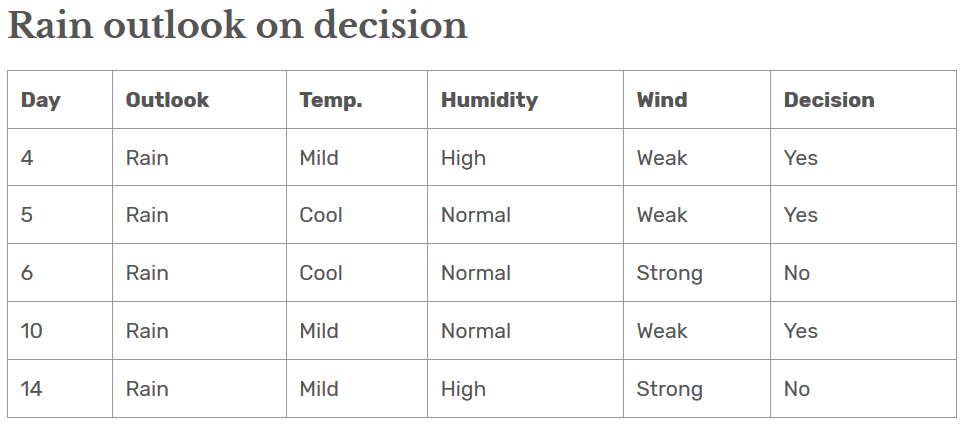 Rain outlook on decision
Day Outlook Temp. Humidity Wind Decision
4 Rain Mild High Weak Yes
5 Rain Cool Normal Weak Yes
6 Rain Cool Normal Strong No
10 Rain Mild Normal Weak Yes
14 Rain Mild High Strong No